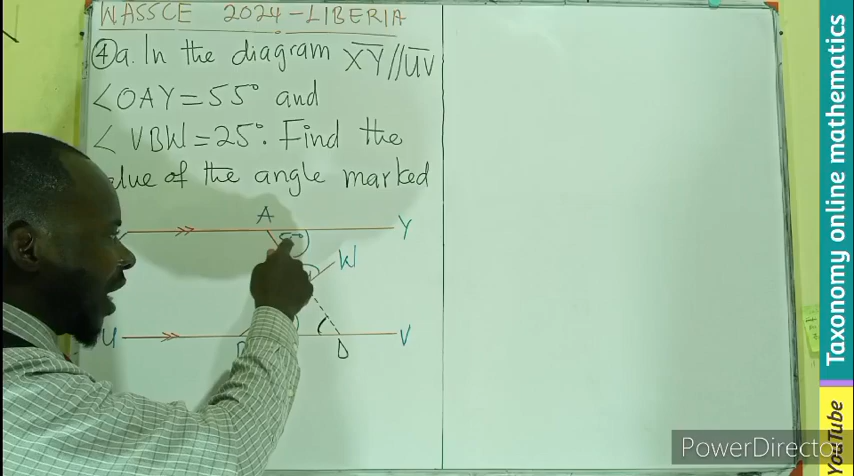 WASSCE 2024-LIBERIA
④a. In the diagram XY//UV
∠OAY=55° and
∠VBW=25°. Find the
of the angle marked
A
Y
W
U
D
V
Taxonomy online mathematics
YouTube
PowerDirector